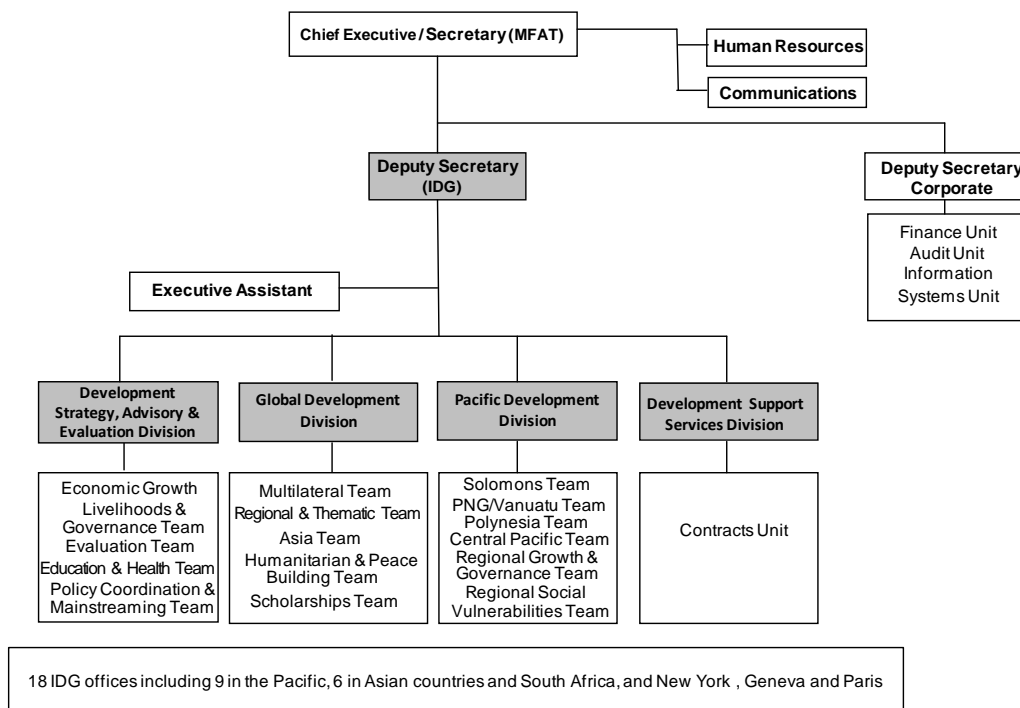 Chief Executive / Secretary (MFAT)
Human Resources
Communications
Deputy Secretary
(IDG)
Deputy Secretary
Corporate
Finance Unit
Audit Unit
Information
Systems Unit
Executive Assistant
Development
Strategy, Advisory &
Evaluation Division
Global Development
Division
Pacific Development
Division
Development Support
Services Division
Economic Growth
Livelihoods &
Governance Team
Evaluation Team
Education & Health Team
Policy Coordination &
Mainstreaming Team
Multilateral Team
Regional & Thematic Team
Asia Team
Humanitarian & Peace
Building Team
Scholarships Team
Solomons Team
PNG/Vanuatu Team
Polynesia Team
Central Pacific Team
Regional Growth &
Governance Team
Regional Social
Vulnerabilities Team
Contracts Unit
18 IDG offices including 9 in the Pacific, 6 in Asian countries and South Africa, and New York , Geneva and Paris